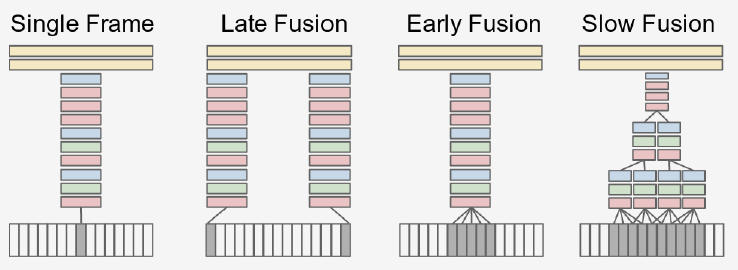 Single Frame
Late Fusion
Early Fusion
Slow Fusion